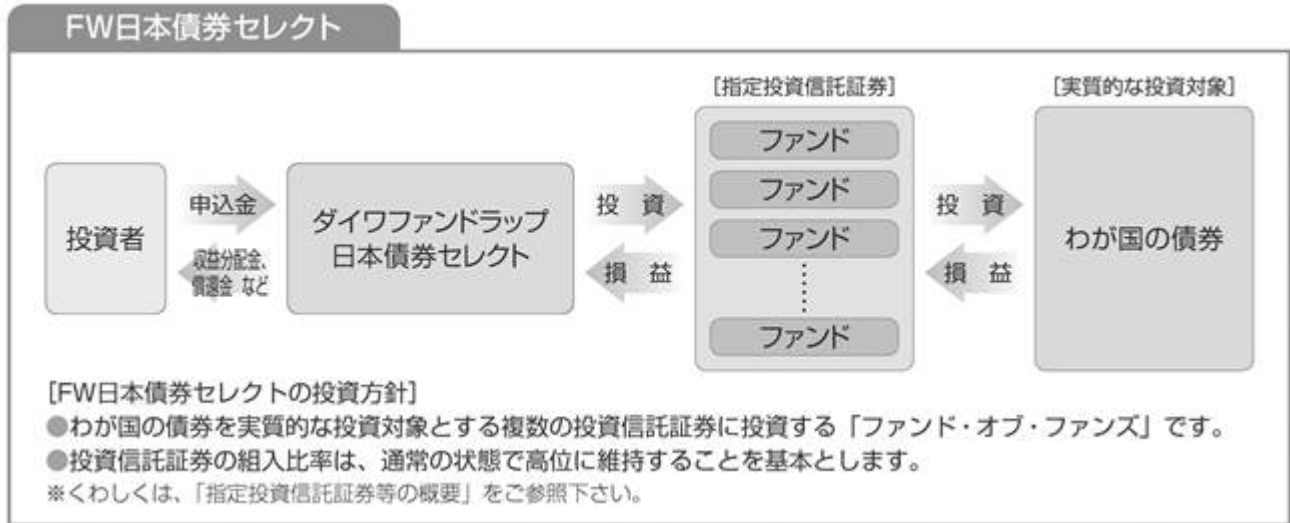 FW日本債券セレクト
[指定投資信託証券]
[実質的な投資対象]
投資者
申込金
収益分配金、
償還金 など
ダイワファンドラップ
日本債券セレクト
投 資
損 益
ファンド
ファンド
ファンド
ファンド
投 資
損 益
わが国の債券
[FW日本債券セレクトの投資方針]
●わが国の債券を実質的な投資対象とする複数の投資信託証券に投資する「ファンド・オブ・ファンズ」です。
●投資信託証券の組入比率は、通常の状態で高位に維持することを基本とします。
※くわしくは、「指定投資信託証券等の概要」をご参照下さい。